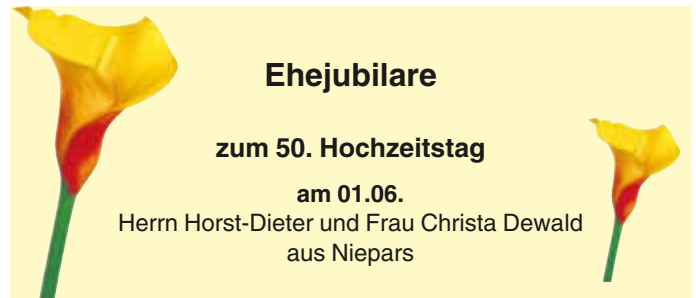 Ehejubilare
zum 50. Hochzeitstag
am 01.06.
Herrn Horst-Dieter und Frau Christa Dewald
aus Niepars